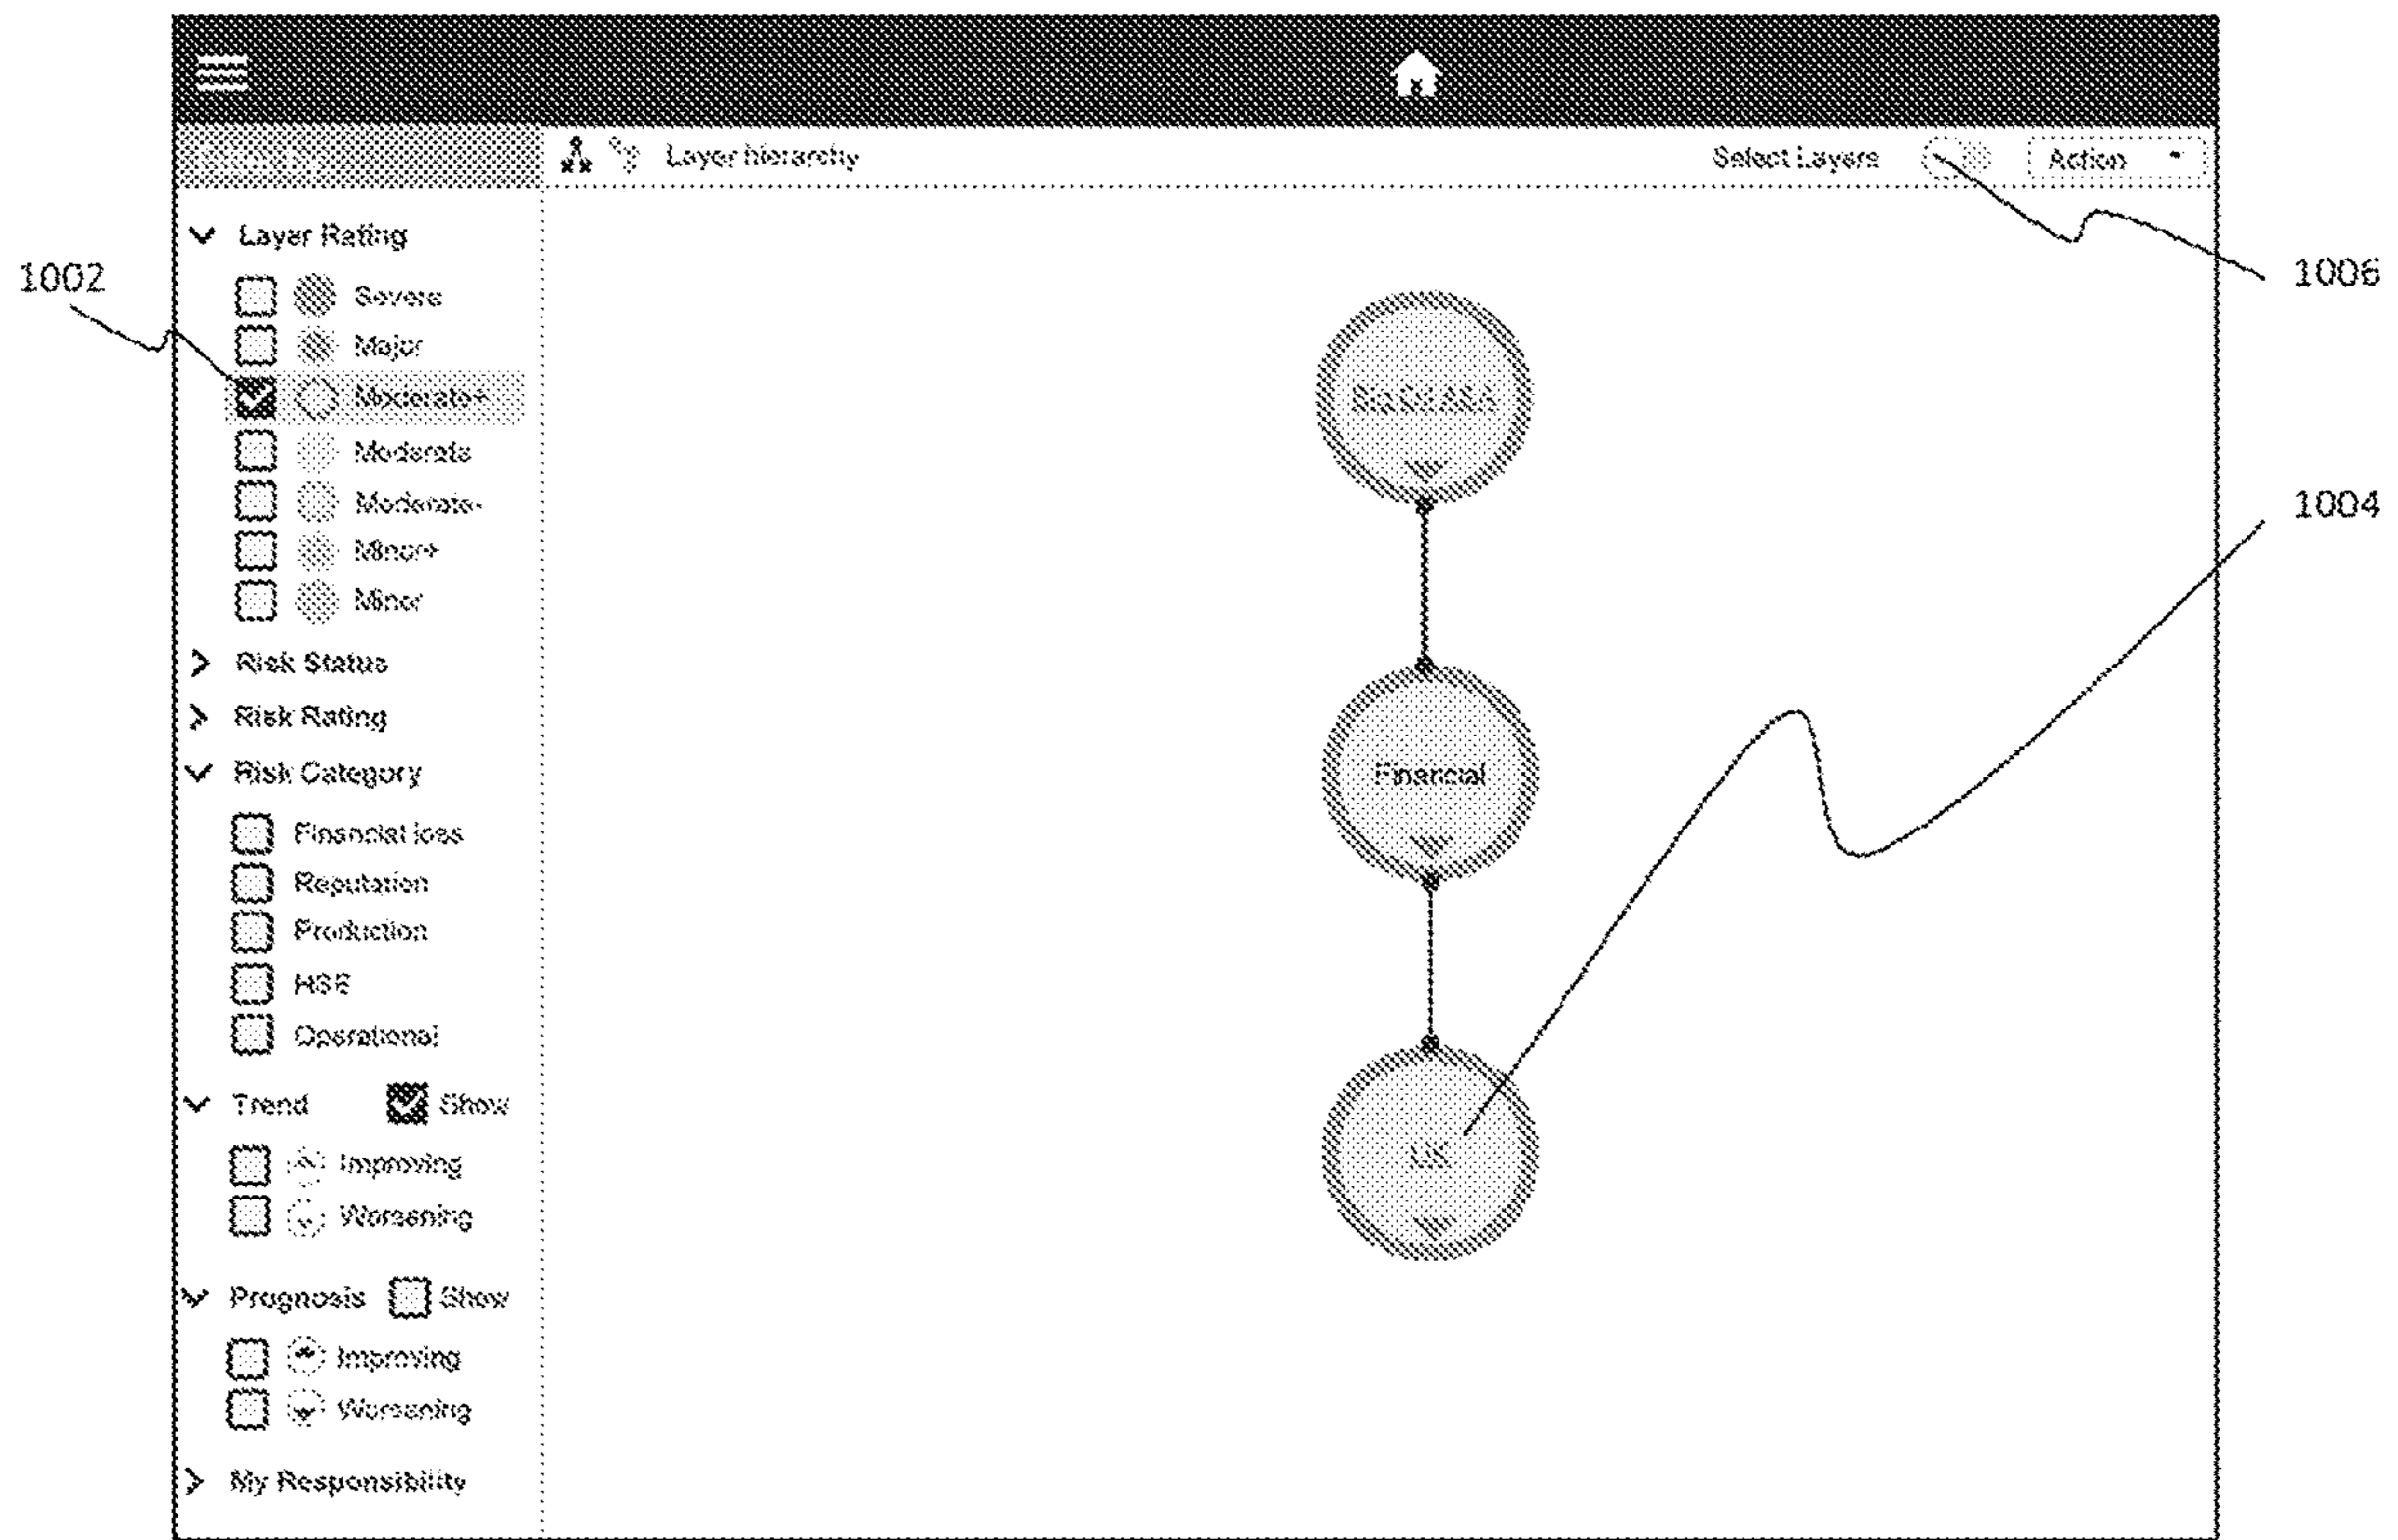 Layer hierarchy
Select Layers
Action
Layer Rating
1002
1006
Severe
Major
Moderate+
Moderate
1004
Moderate-
Minor+
Minor
Risk Status
Risk Rating
Risk Category
Financial
Financial loss
Reputation
Production
HSE
Operational
Trend
Show
UK
Improving
Worsening
Prognosis
Show
Improving
Worsening
My Responsibility